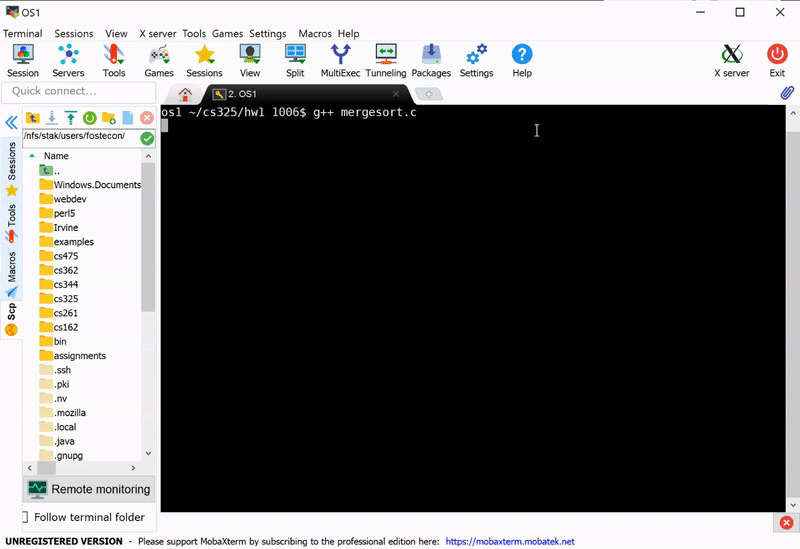 OS1
Terminal Sessions View X server Tools Games Settings Macros Help
Session Servers Tools Games Sessions View Split MultiExec Tunneling Packages Settings Help X server Exit
Quick connect...
2. OS1
/nfs/stak/users/fostecon/
Name
..
Windows.Documents
webdev
perl5
Irvine
examples
cs475
cs362
cs344
cs325
cs261
cs162
bin
assignments
.ssh
.pki
.nv
.mozilla
.local
.java
.gnupg
Sessions
Tools
Macros
Scp
Remote monitoring
Follow terminal folder
os1 ~/cs325/hw1 1006$ g++ mergesort.c
UNREGISTERED VERSION - Please support MobaXterm by subscribing to the professional edition here: https://mobaxterm.mobatek.net